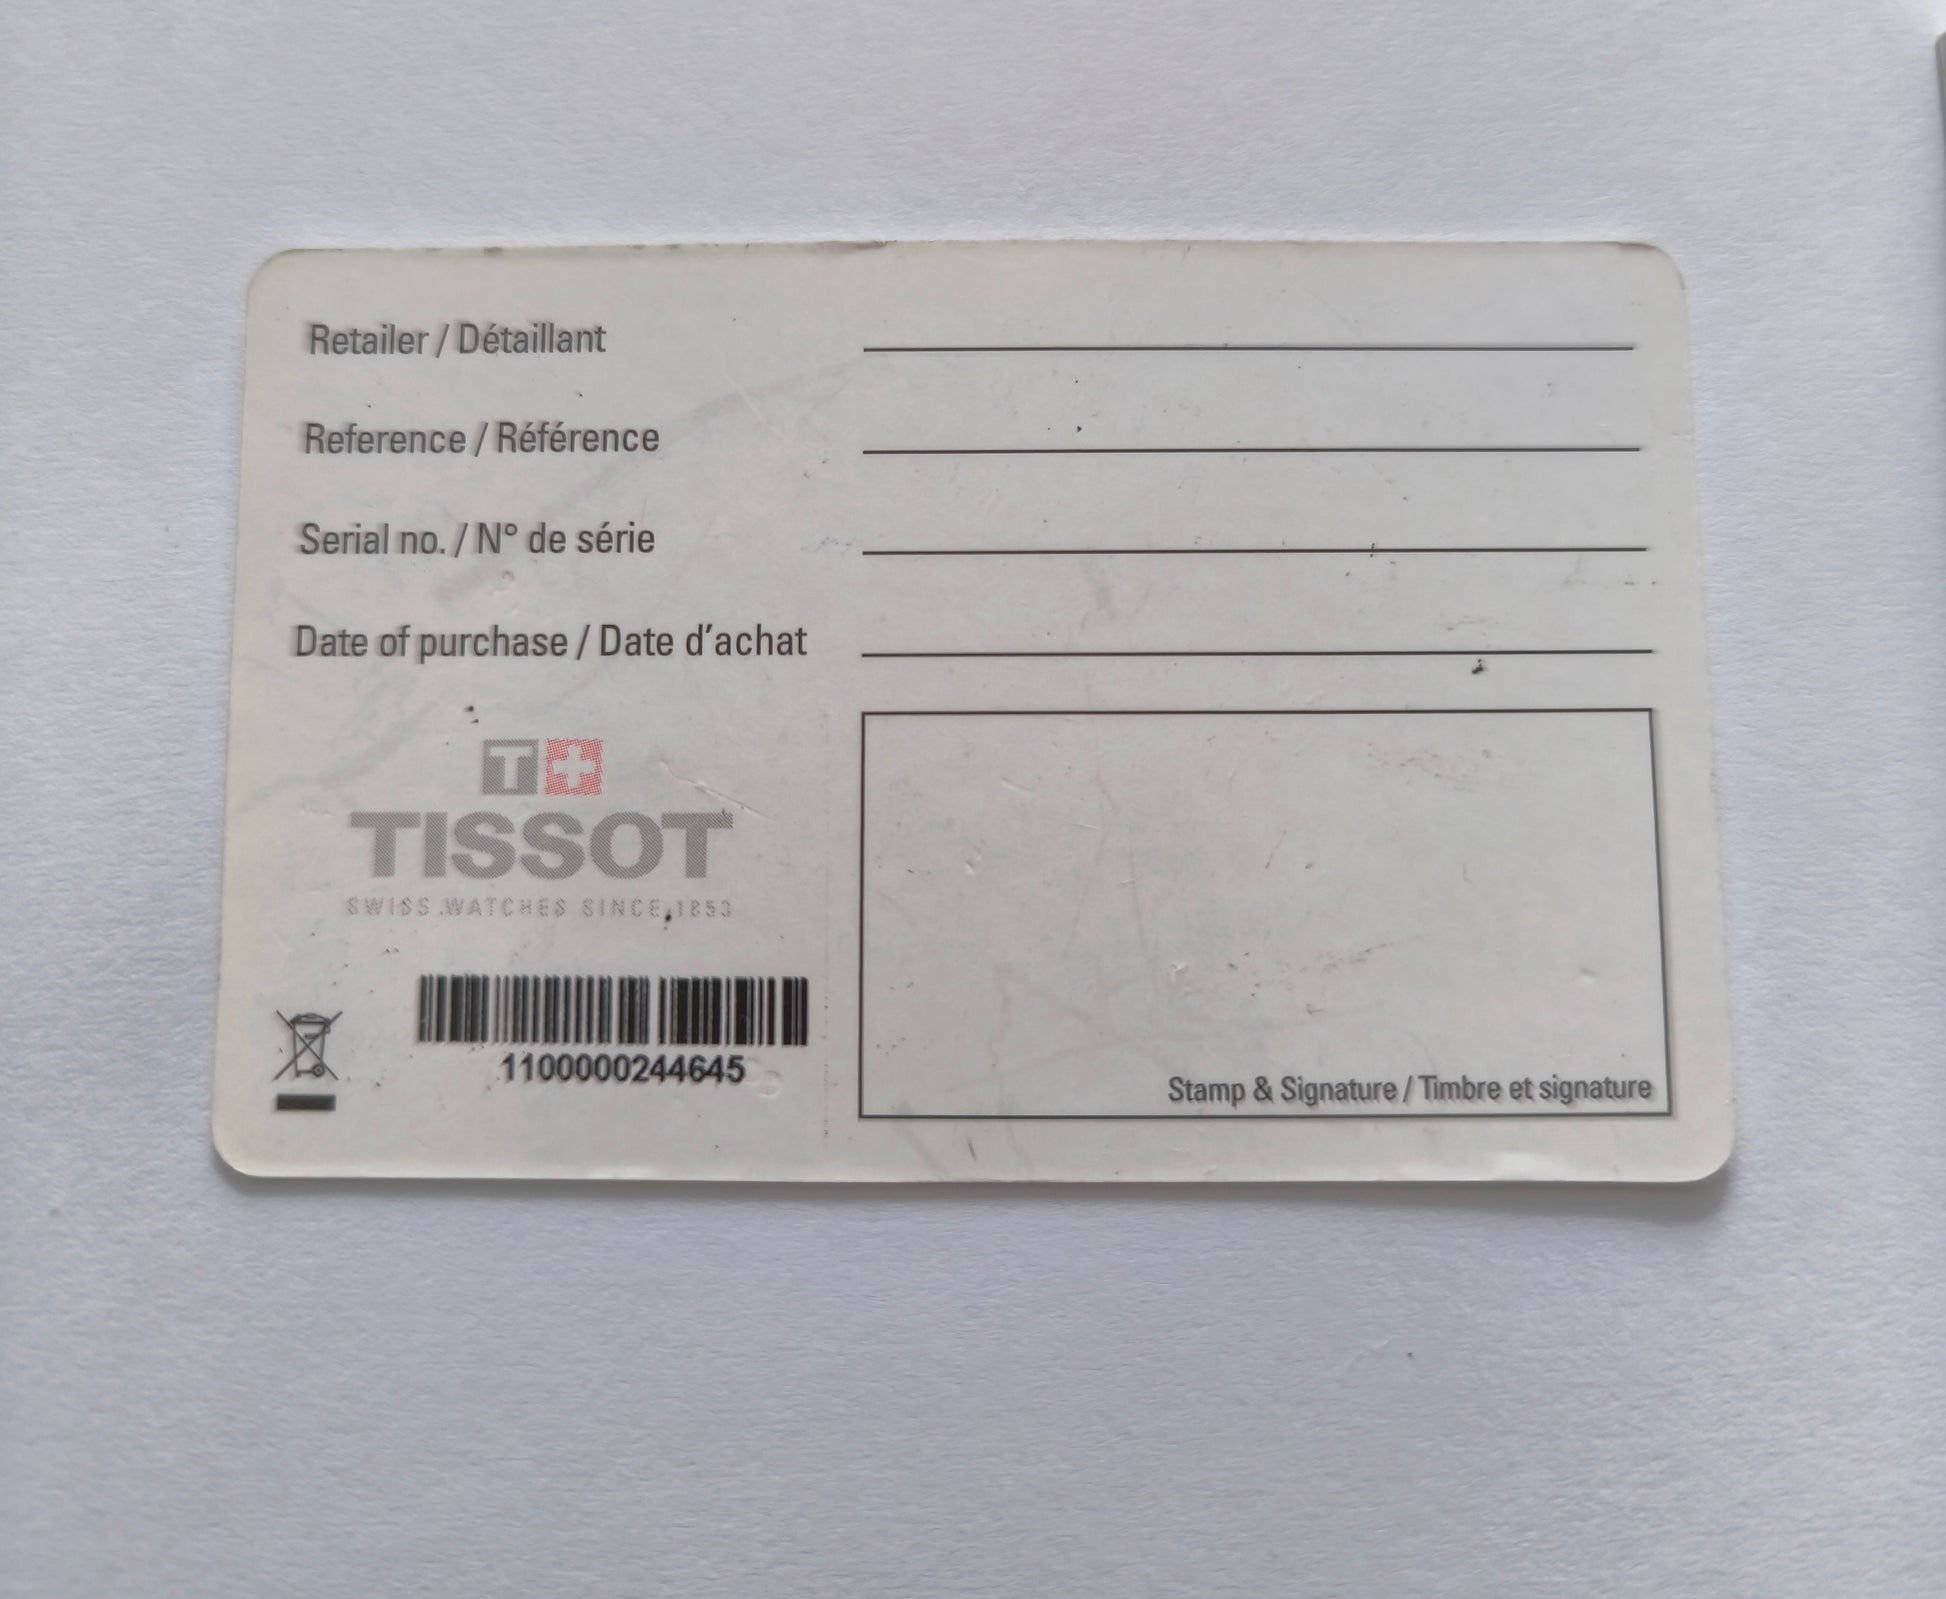 Retailer / Détaillant
Reference / Référence
Serial no. / N° de série
Date of purchase / Date d'achat
T+
TISSOT
SWISS WATCHES SINCE 1853
1100000244645
Stamp & Signature / Timbre et signature